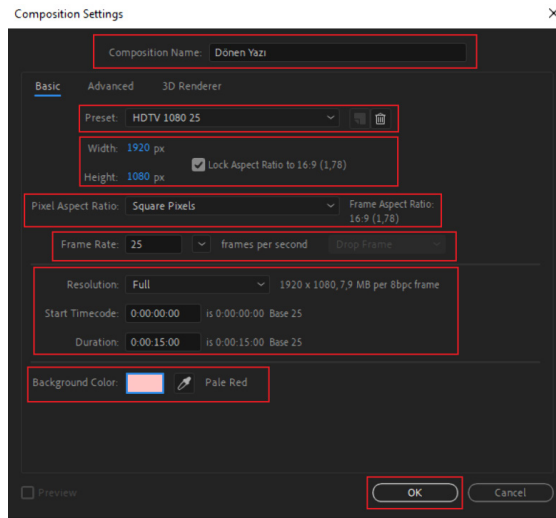 Composition Settings
Composition Name: Dönen Yazı
Basic Advanced 3D Renderer
Preset: HDTV 1080 25
Width: 1920 px
Lock Aspect Ratio to 16:9 (1,78)
Height: 1080 px
Pixel Aspect Ratio: Square Pixels Frame Aspect Ratio:
16:9 (1,78)
Frame Rate: 25 frames per second Drop Frame
Resolution: Full 1920 x 1080, 7,9 MB per 8bpc frame
Start Timecode: 0:00:00:00 is 0:00:00:00 Base 25
Duration: 0:00:15:00 is 0:00:15:00 Base 25
Background Color: Pale Red
Preview OK Cancel